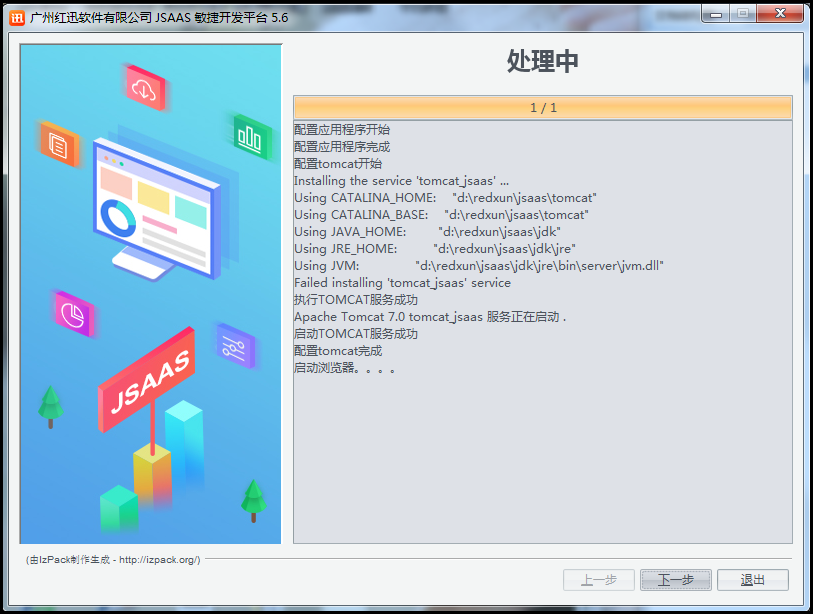 广州红迅软件有限公司 JSAAS 敏捷开发平台 5.6
处理中
1 / 1
配置应用程序开始
配置应用程序完成
配置tomcat开始
Installing the service 'tomcat_jsaas' ...
Using CATALINA_HOME:    "d:\redxun\jsaas\tomcat"
Using CATALINA_BASE:    "d:\redxun\jsaas\tomcat"
Using JAVA_HOME:        "d:\redxun\jsaas\jdk"
Using JRE_HOME:         "d:\redxun\jsaas\jdk\jre"
Using JVM:              "d:\redxun\jsaas\jdk\jre\bin\server\jvm.dll"
Failed installing 'tomcat_jsaas' service
执行TOMCAT服务成功
Apache Tomcat 7.0 tomcat_jsaas 服务正在启动 .
启动TOMCAT服务成功
配置tomcat完成
启动浏览器。。。。
JSAAS
(由IzPack制作生成 - http://izpack.org/)
上一步
下一步
退出